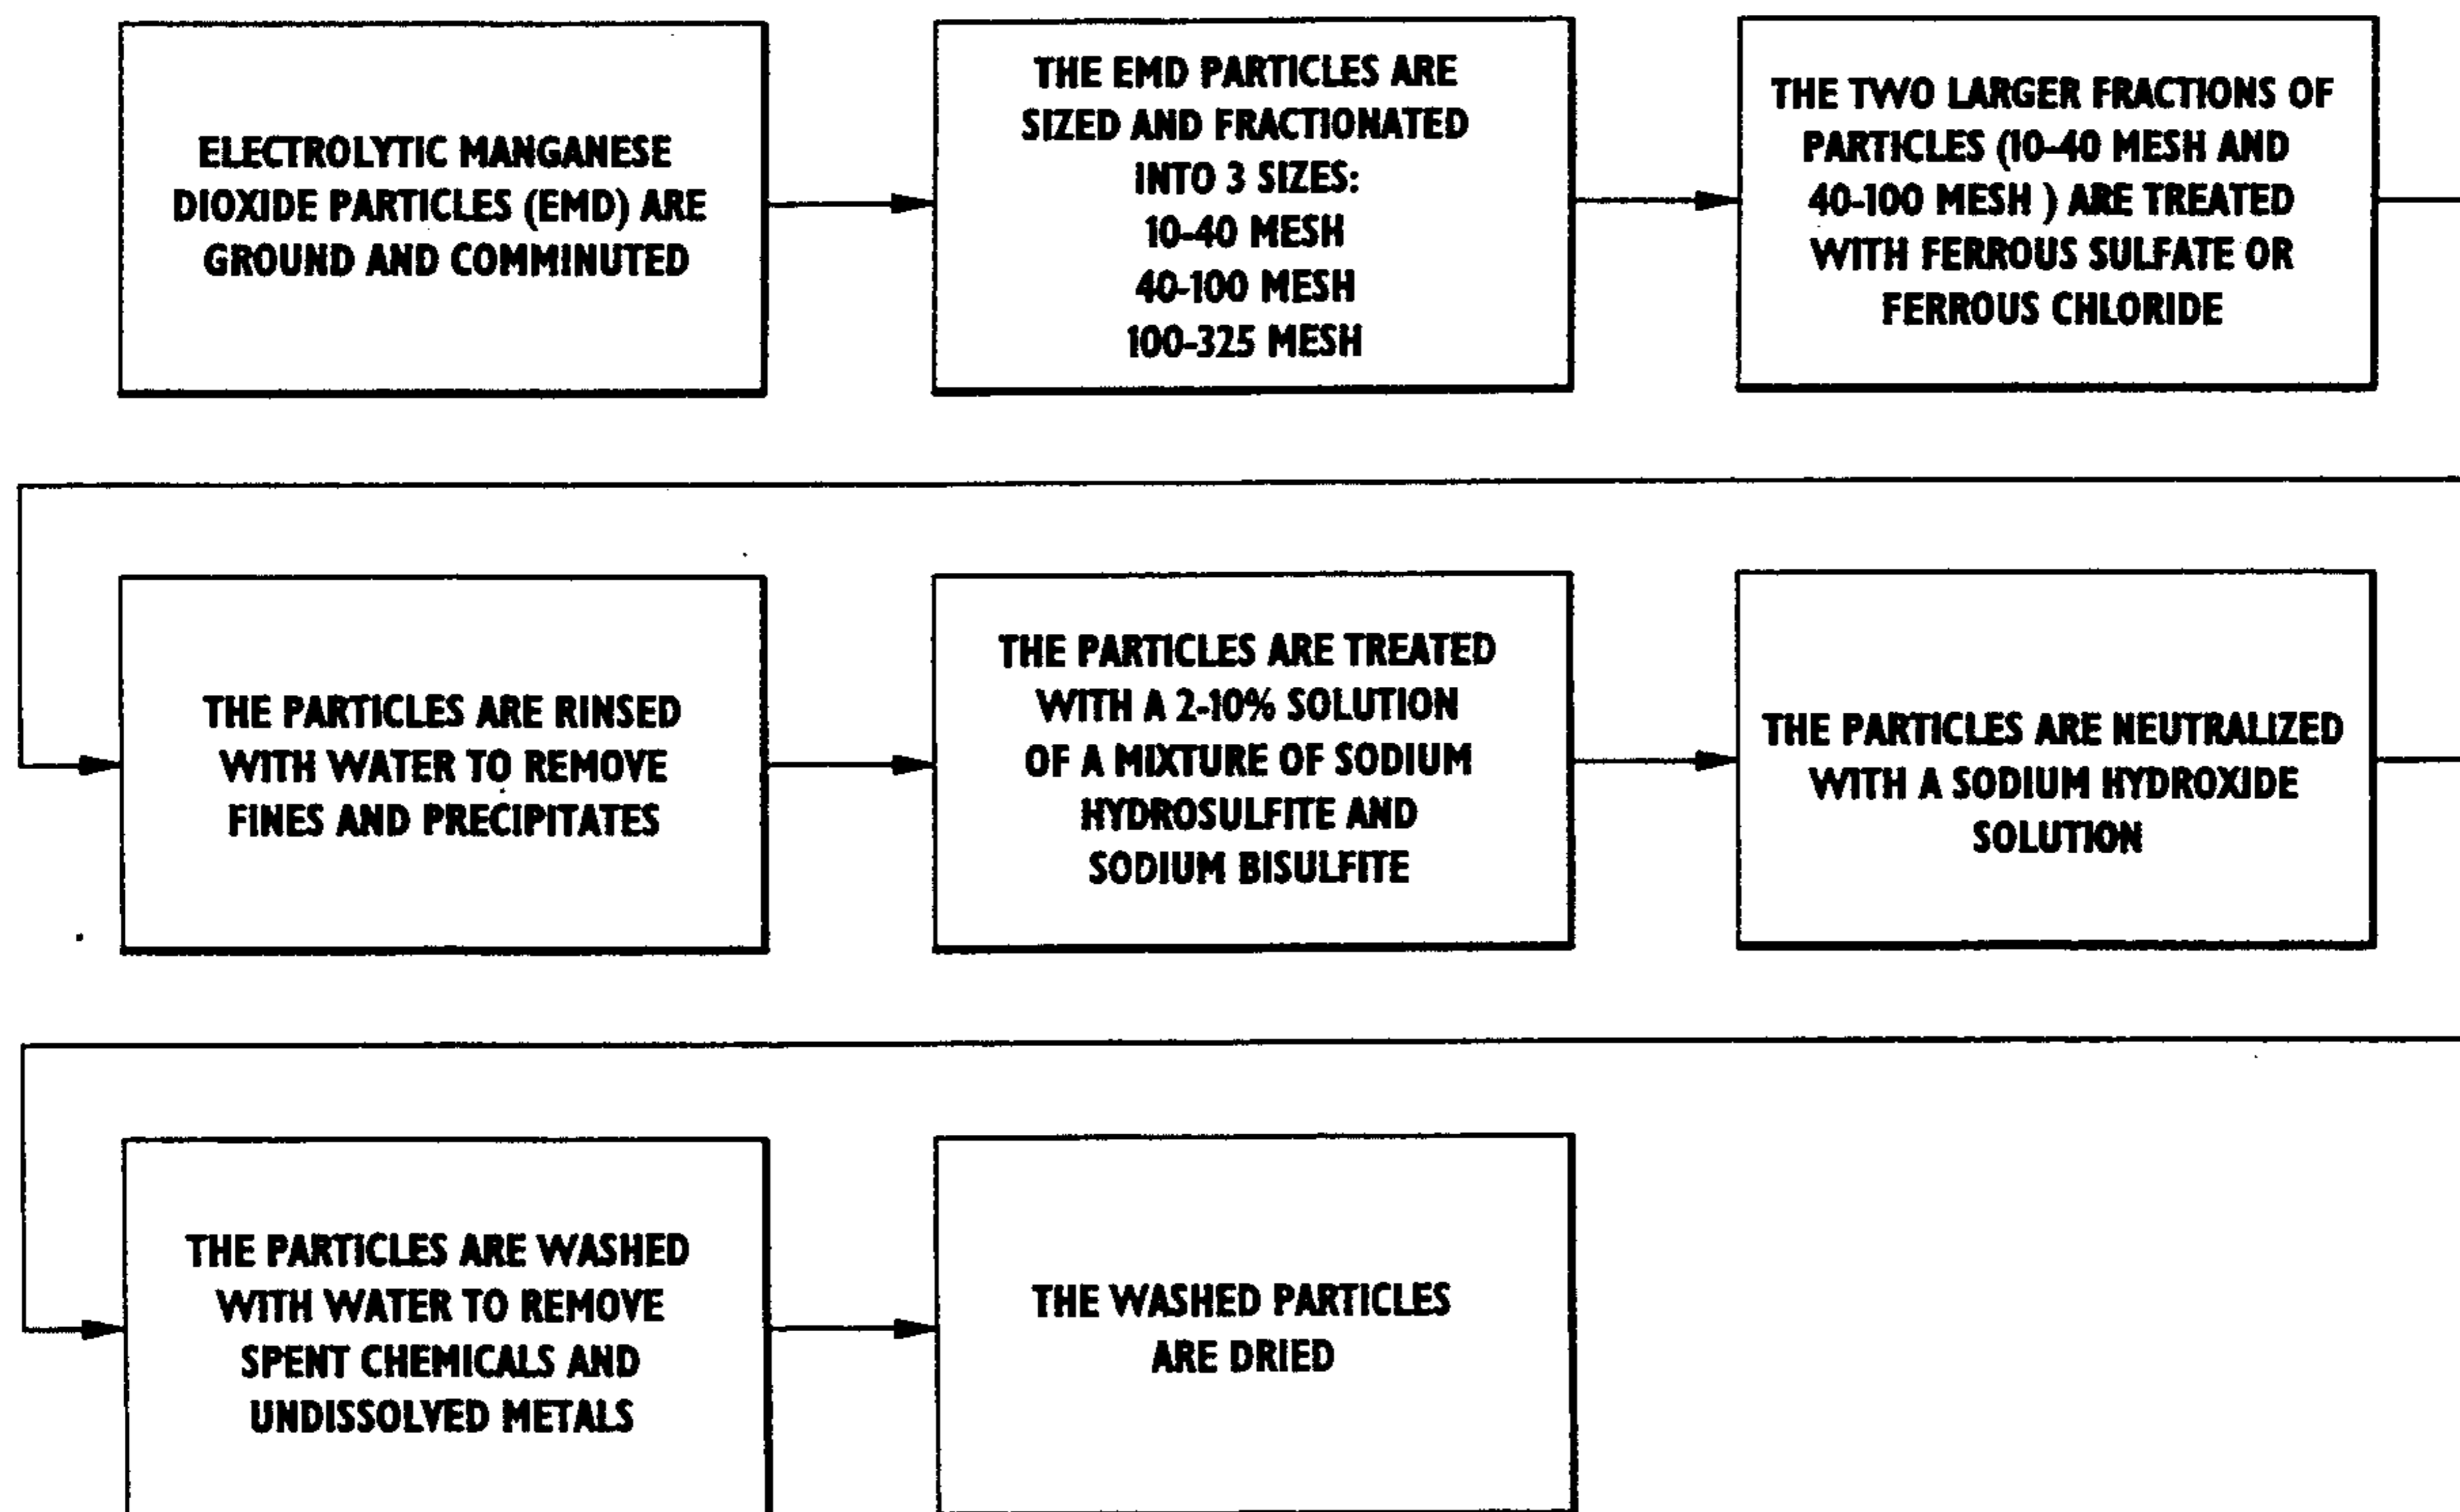 ELECTROLYTIC MANGANESE
DIOXIDE PARTICLES (EMD) ARE
GROUND AND COMMINUTED
THE EMD PARTICLES ARE
SIZED AND FRACTIONATED
INTO 3 SIZES:
10-40 MESH
40-100 MESH
100-325 MESH
THE TWO LARGER FRACTIONS OF
PARTICLES (10-40 MESH AND
40-100 MESH ) ARE TREATED
WITH FERROUS SULFATE OR
FERROUS CHLORIDE
THE PARTICLES ARE RINSED
WITH WATER TO REMOVE
FINES AND PRECIPITATES
THE PARTICLES ARE TREATED
WITH A 2-10% SOLUTION
OF A MIXTURE OF SODIUM
HYDROSULFITE AND
SODIUM BISULFITE
THE PARTICLES ARE NEUTRALIZED
WITH A SODIUM HYDROXIDE
SOLUTION
THE PARTICLES ARE WASHED
WITH WATER TO REMOVE
SPENT CHEMICALS AND
UNDISSOLVED METALS
THE WASHED PARTICLES
ARE DRIED